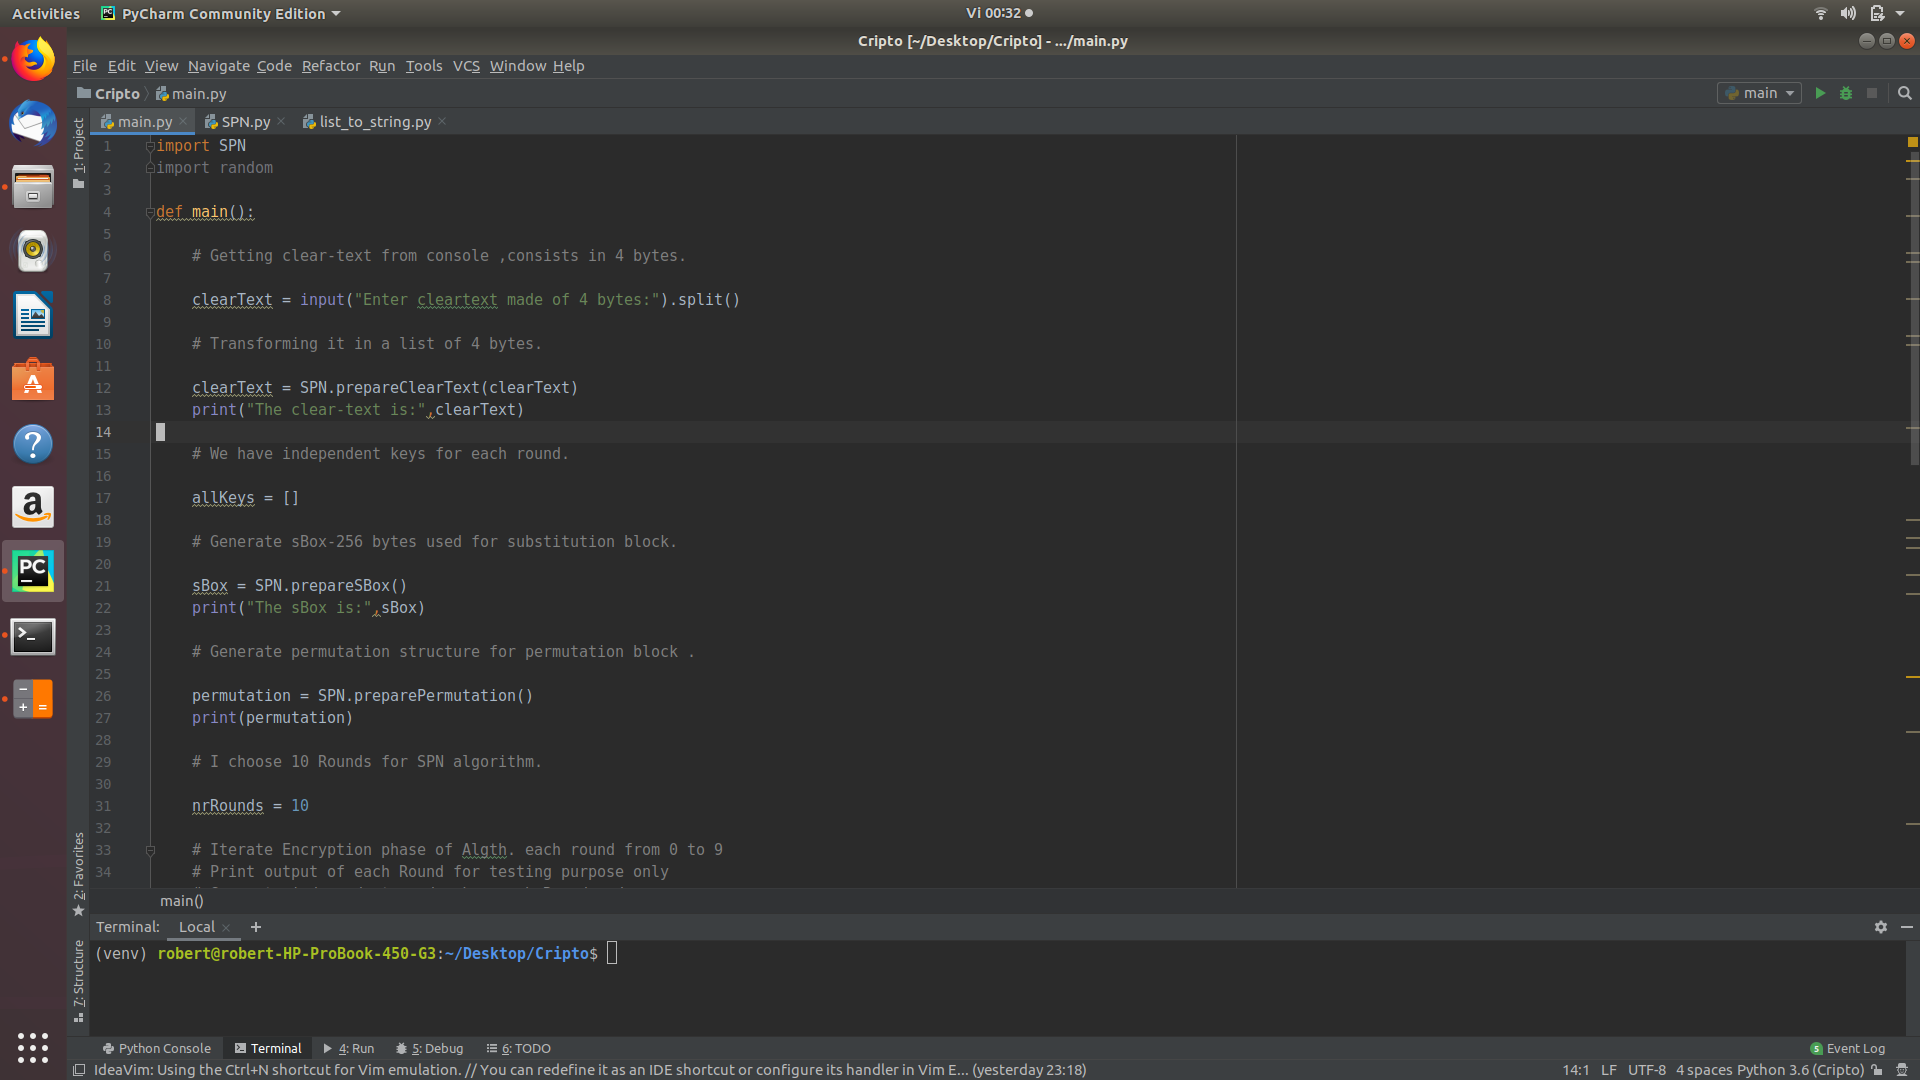 Activities PyCharm Community Edition Vi 00:32
Cripto [~/Desktop/Cripto] - .../main.py
File Edit View Navigate Code Refactor Run Tools VCS Window Help
Cripto main.py main
main.py SPN.py list_to_string.py
1: Project
1 import SPN
2 import random
3
4 def main():
5
6 # Getting clear-text from console ,consists in 4 bytes.
7
8 clearText = input("Enter cleartext made of 4 bytes:").split()
9
10 # Transforming it in a list of 4 bytes.
11
12 clearText = SPN.prepareClearText(clearText)
13 print("The clear-text is:",clearText)
14
15 # We have independent keys for each round.
16
17 allKeys = []
18
19 # Generate sBox-256 bytes used for substitution block.
20
21 sBox = SPN.prepareSBox()
22 print("The sBox is:",sBox)
23
24 # Generate permutation structure for permutation block .
25
26 permutation = SPN.preparePermutation()
27 print(permutation)
28
29 # I choose 10 Rounds for SPN algorithm.
30
31 nrRounds = 10
32
33 # Iterate Encryption phase of Algth. each round from 0 to 9
34 # Print output of each Round for testing purpose only
main()
2: Favorites
7: Structure
Terminal: Local +
(venv) robert@robert-HP-ProBook-450-G3:~/Desktop/Cripto$
Python Console Terminal 4: Run 5: Debug 6: TODO 5 Event Log
IdeaVim: Using the Ctrl+N shortcut for Vim emulation. // You can redefine it as an IDE shortcut or configure its handler in Vim E... (yesterday 23:18) 14:1 LF UTF-8 4 spaces Python 3.6 (Cripto)